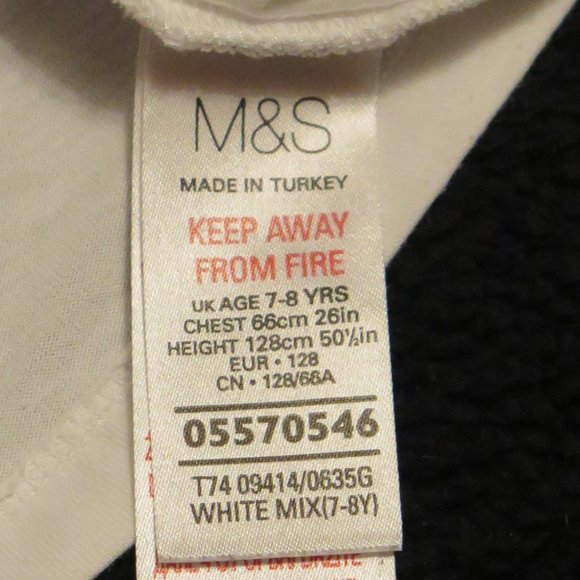 M&S
MADE IN TURKEY
KEEP AWAY
FROM FIRE
UK AGE 7-8 YRS
CHEST 66cm 26in
HEIGHT 128cm 50½in
EUR • 128
CN • 128/66A
05570546
T74 09414/0635G
WHITE MIX(7-8Y)